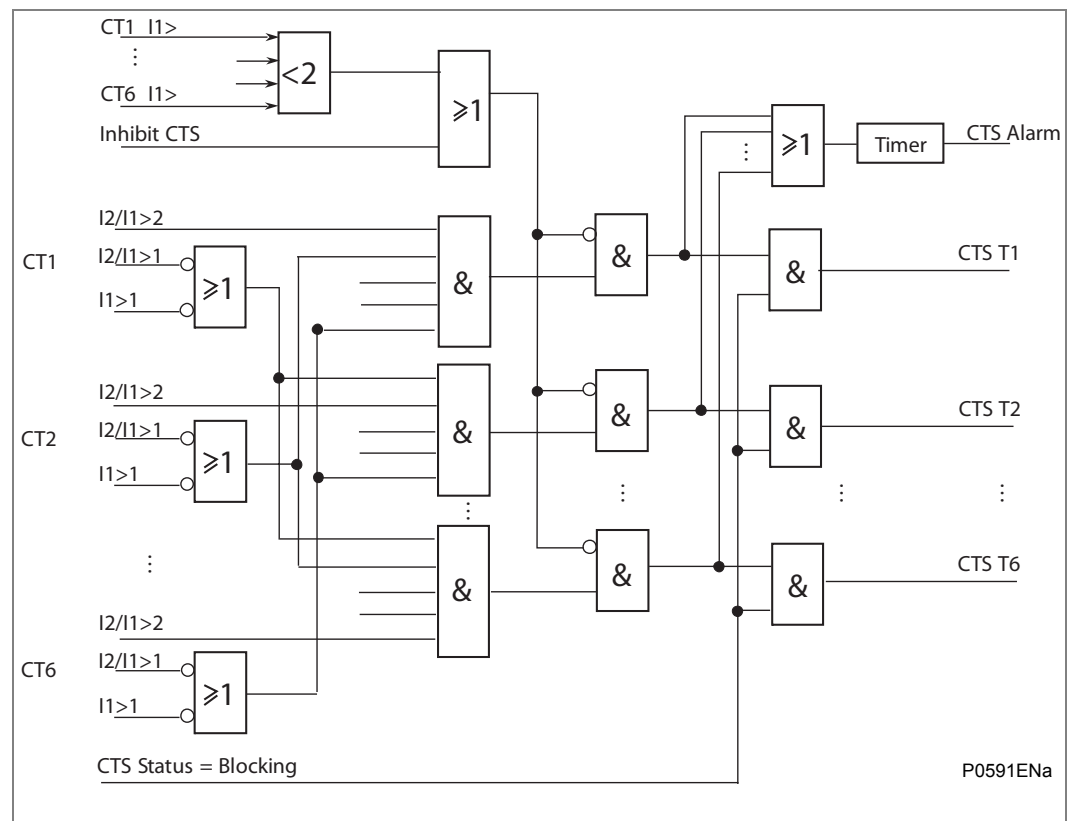 CT1 I1>
⋮
CT6 I1>
<2
Inhibit CTS
⩾1
⩾1
⋮
Timer
CTS Alarm
CT1
I2/I1>2
I2/I1>1
I1>1
⩾1
&
&
&
CTS T1
CT2
I2/I1>2
I2/I1>1
I1>1
⩾1
&
&
&
CTS T2
⋮
⋮
⋮
⋮
⋮
CT6
I2/I1>2
I2/I1>1
I1>1
⩾1
&
&
&
CTS T6
CTS Status = Blocking
P0591ENa